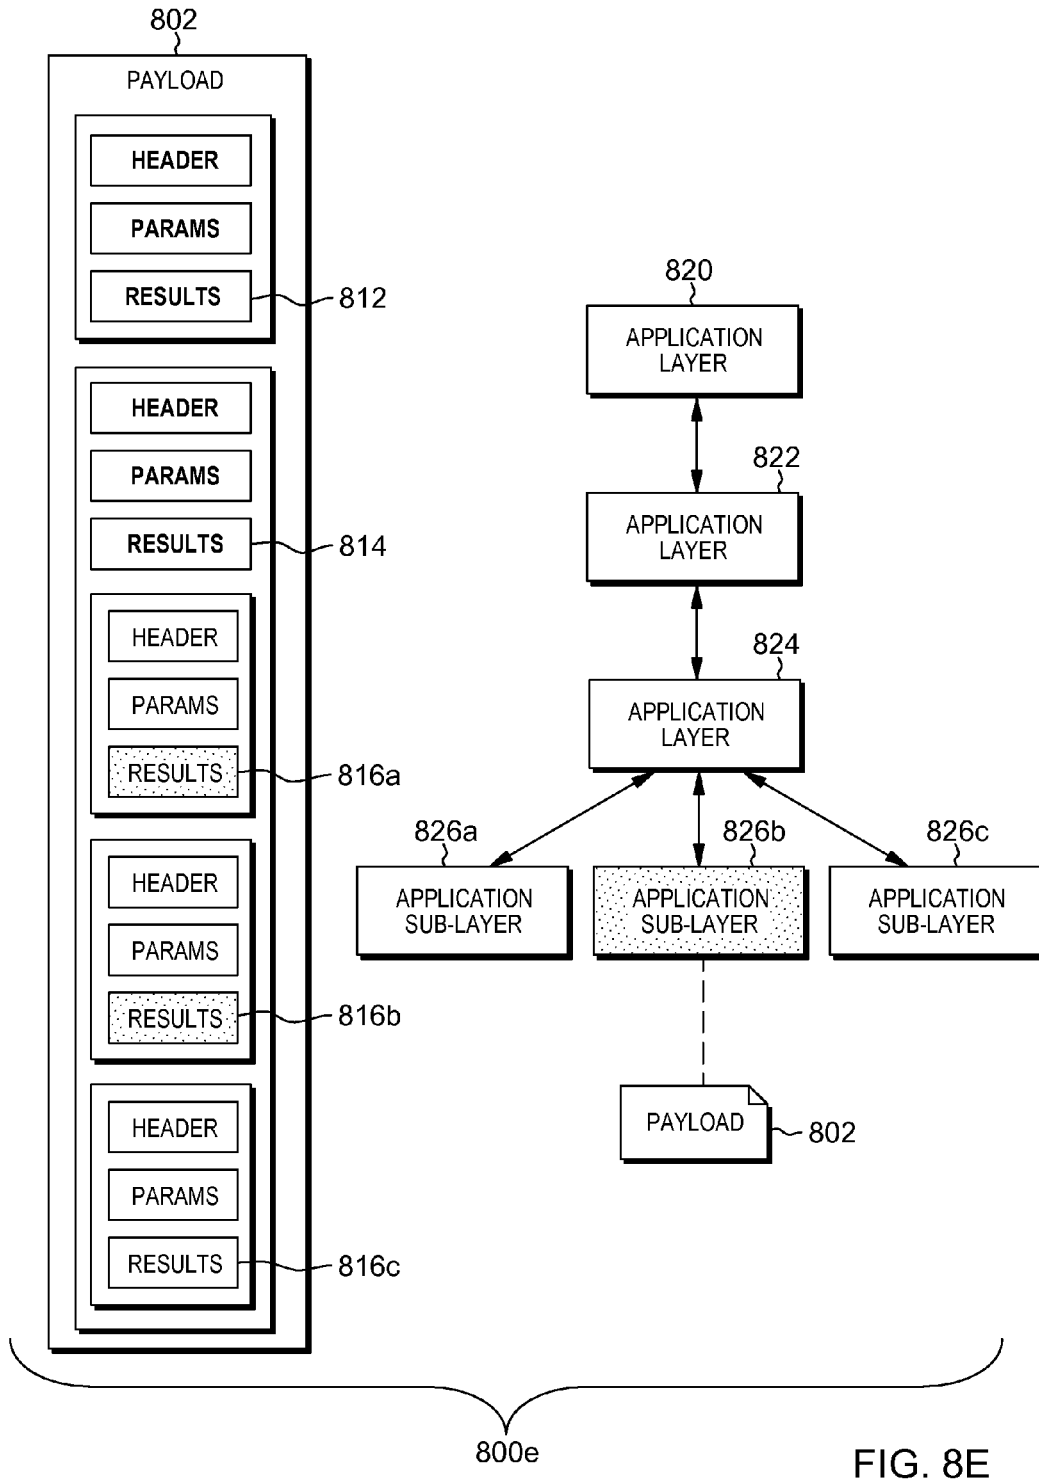 802
PAYLOAD
HEADER
PARAMS
RESULTS
812
HEADER
PARAMS
RESULTS
814
HEADER
PARAMS
RESULTS
816a
HEADER
PARAMS
RESULTS
816b
HEADER
PARAMS
RESULTS
816c
820
APPLICATION
LAYER
822
APPLICATION
LAYER
824
APPLICATION
LAYER
826a
APPLICATION
SUB-LAYER
826b
APPLICATION
SUB-LAYER
826c
APPLICATION
SUB-LAYER
PAYLOAD
802
800e
FIG. 8E